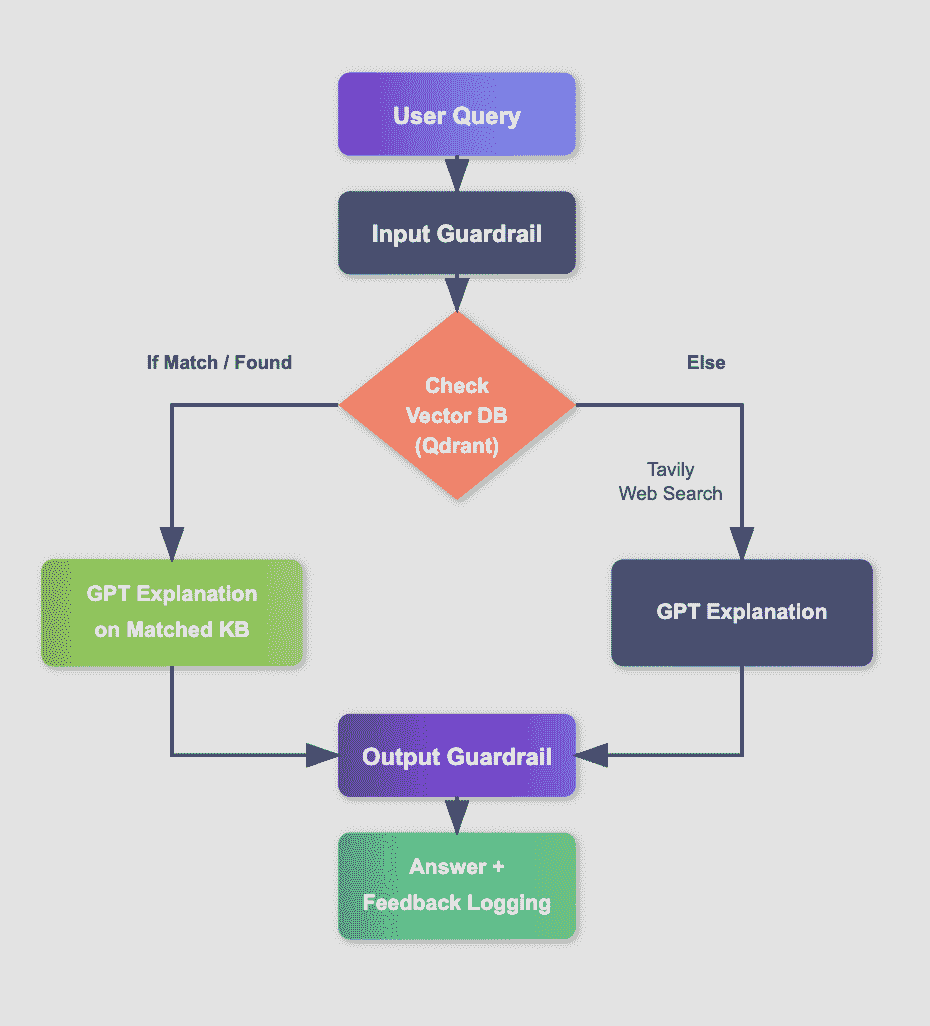 User Query
Input Guardrail
If Match / Found
Else
Check
Vector DB
(Qdrant)
Tavily
Web Search
GPT Explanation
on Matched KB
GPT Explanation
Output Guardrail
Answer +
Feedback Logging